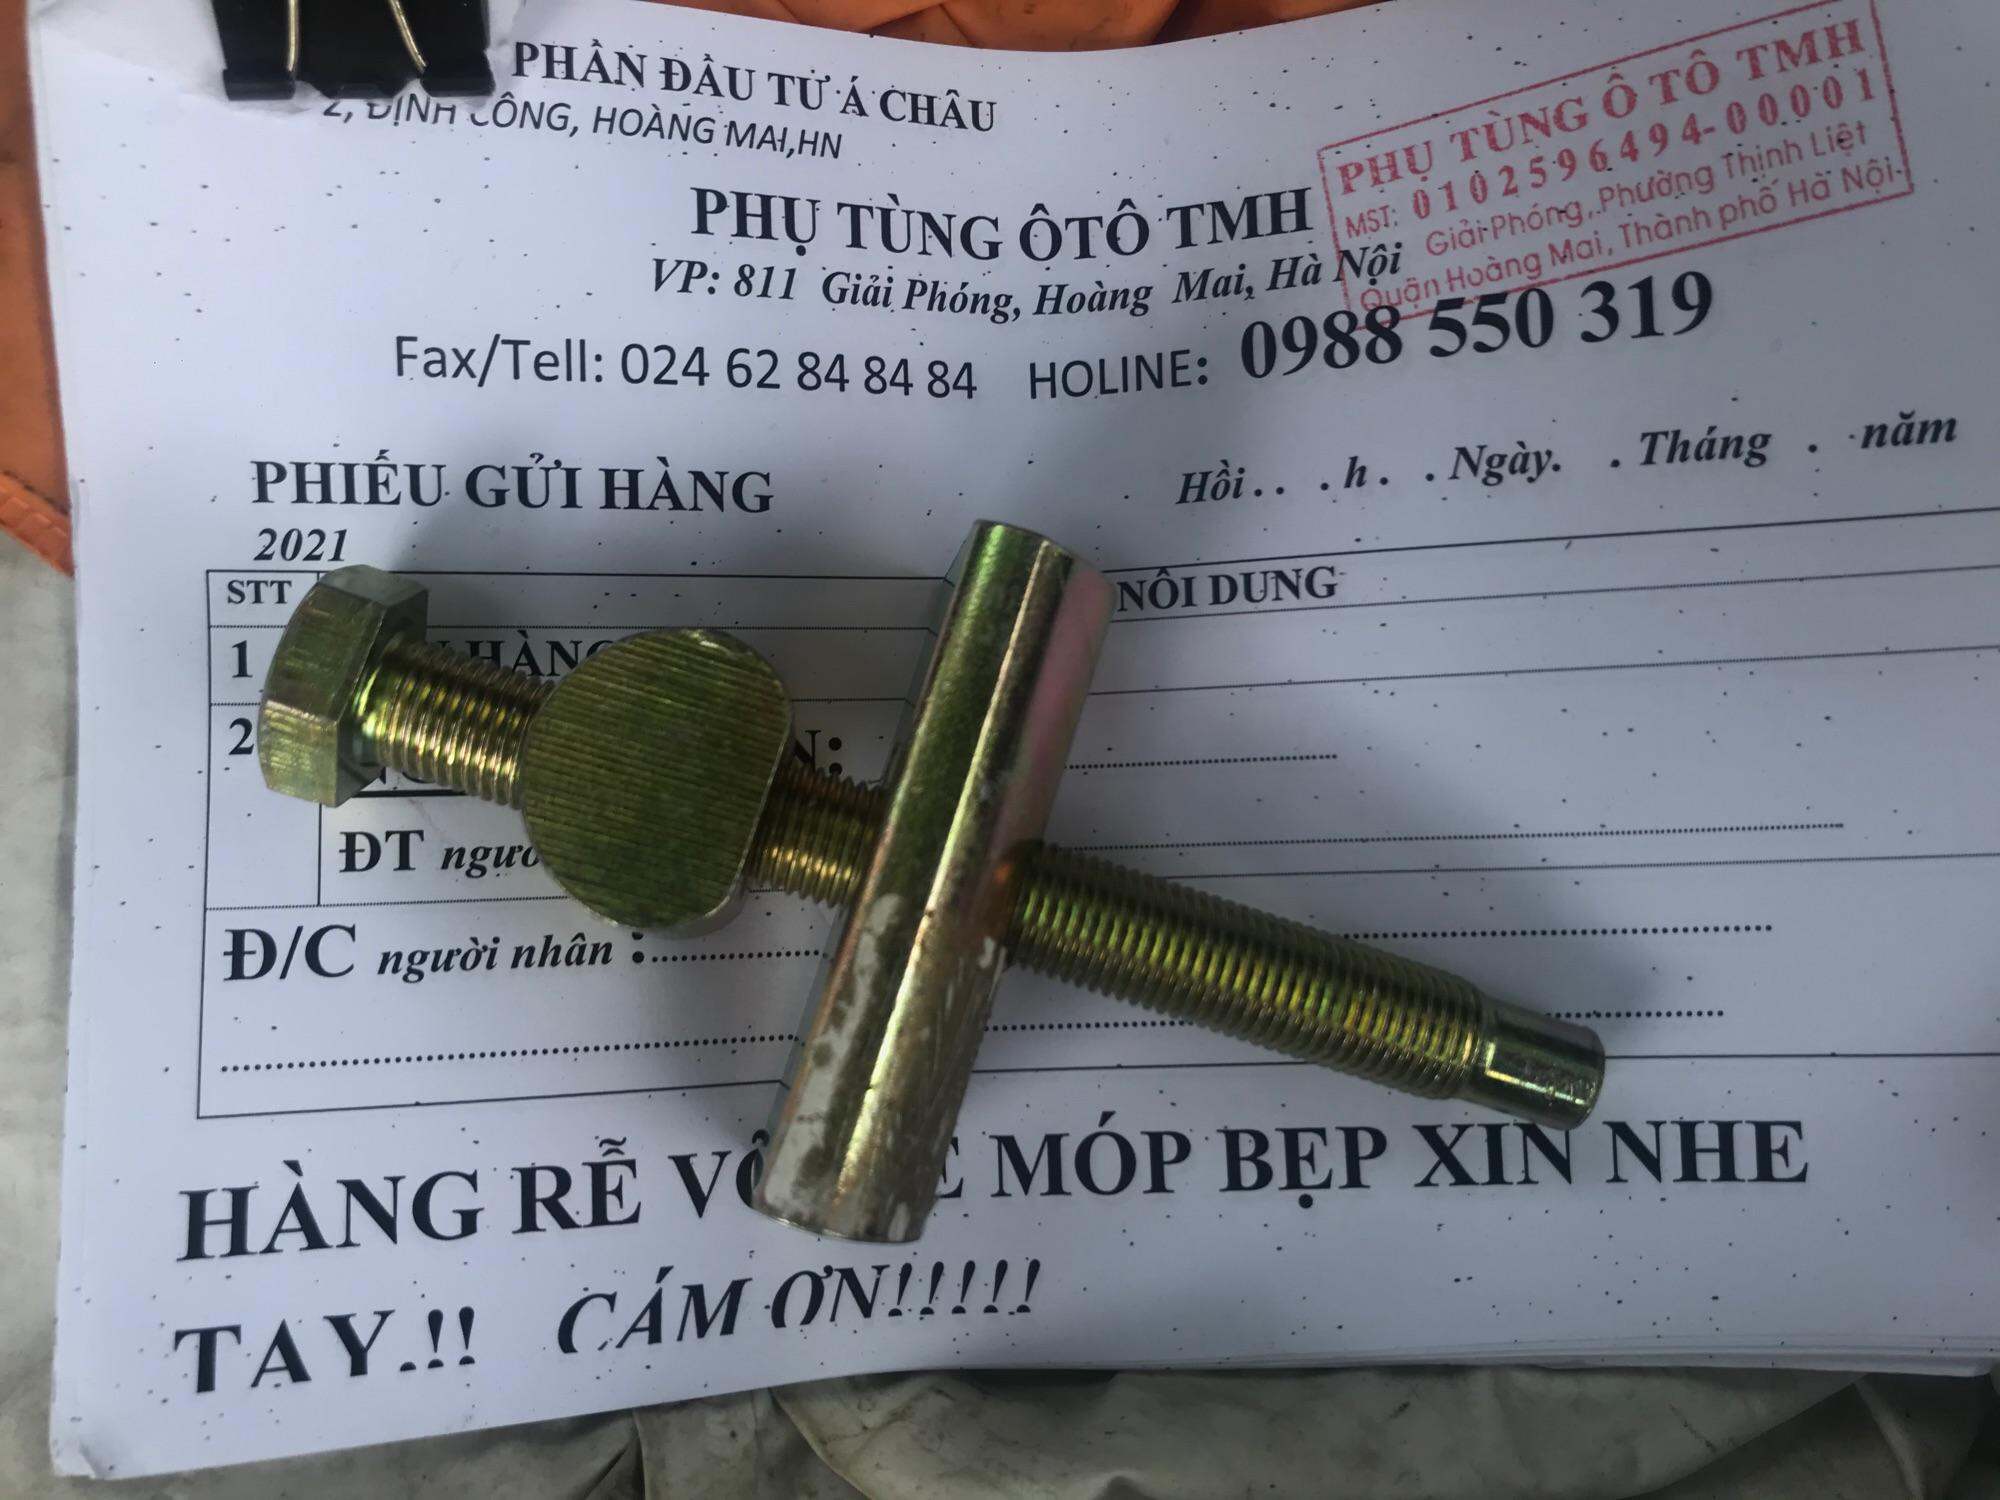 PHẦN ĐẦU TƯ Á CHÂU
2, ĐỊNH CÔNG, HOÀNG MAI,HN
PHỤ TÙNG Ô TÔ TMH
MST: 0102596494-00001
Giải Phóng, Phường Thịnh Liệt
Quận Hoàng Mai, Thành phố Hà Nội.
PHỤ TÙNG ÔTÔ TMH
VP: 811 Giải Phóng, Hoàng Mai, Hà Nội
Fax/Tell: 024 62 84 84 84 HOLINE: 0988 550 319
PHIẾU GỬI HÀNG
Hồi.. .h. .Ngày. .Tháng . năm
2021
STT NÔI DUNG
1 HÀNG
2
ĐT
Đ/C người nhân :
HÀNG RỄ VỠ MÓP BẸP XIN NHE
TAY.!! CÁM ƠN!!!!!